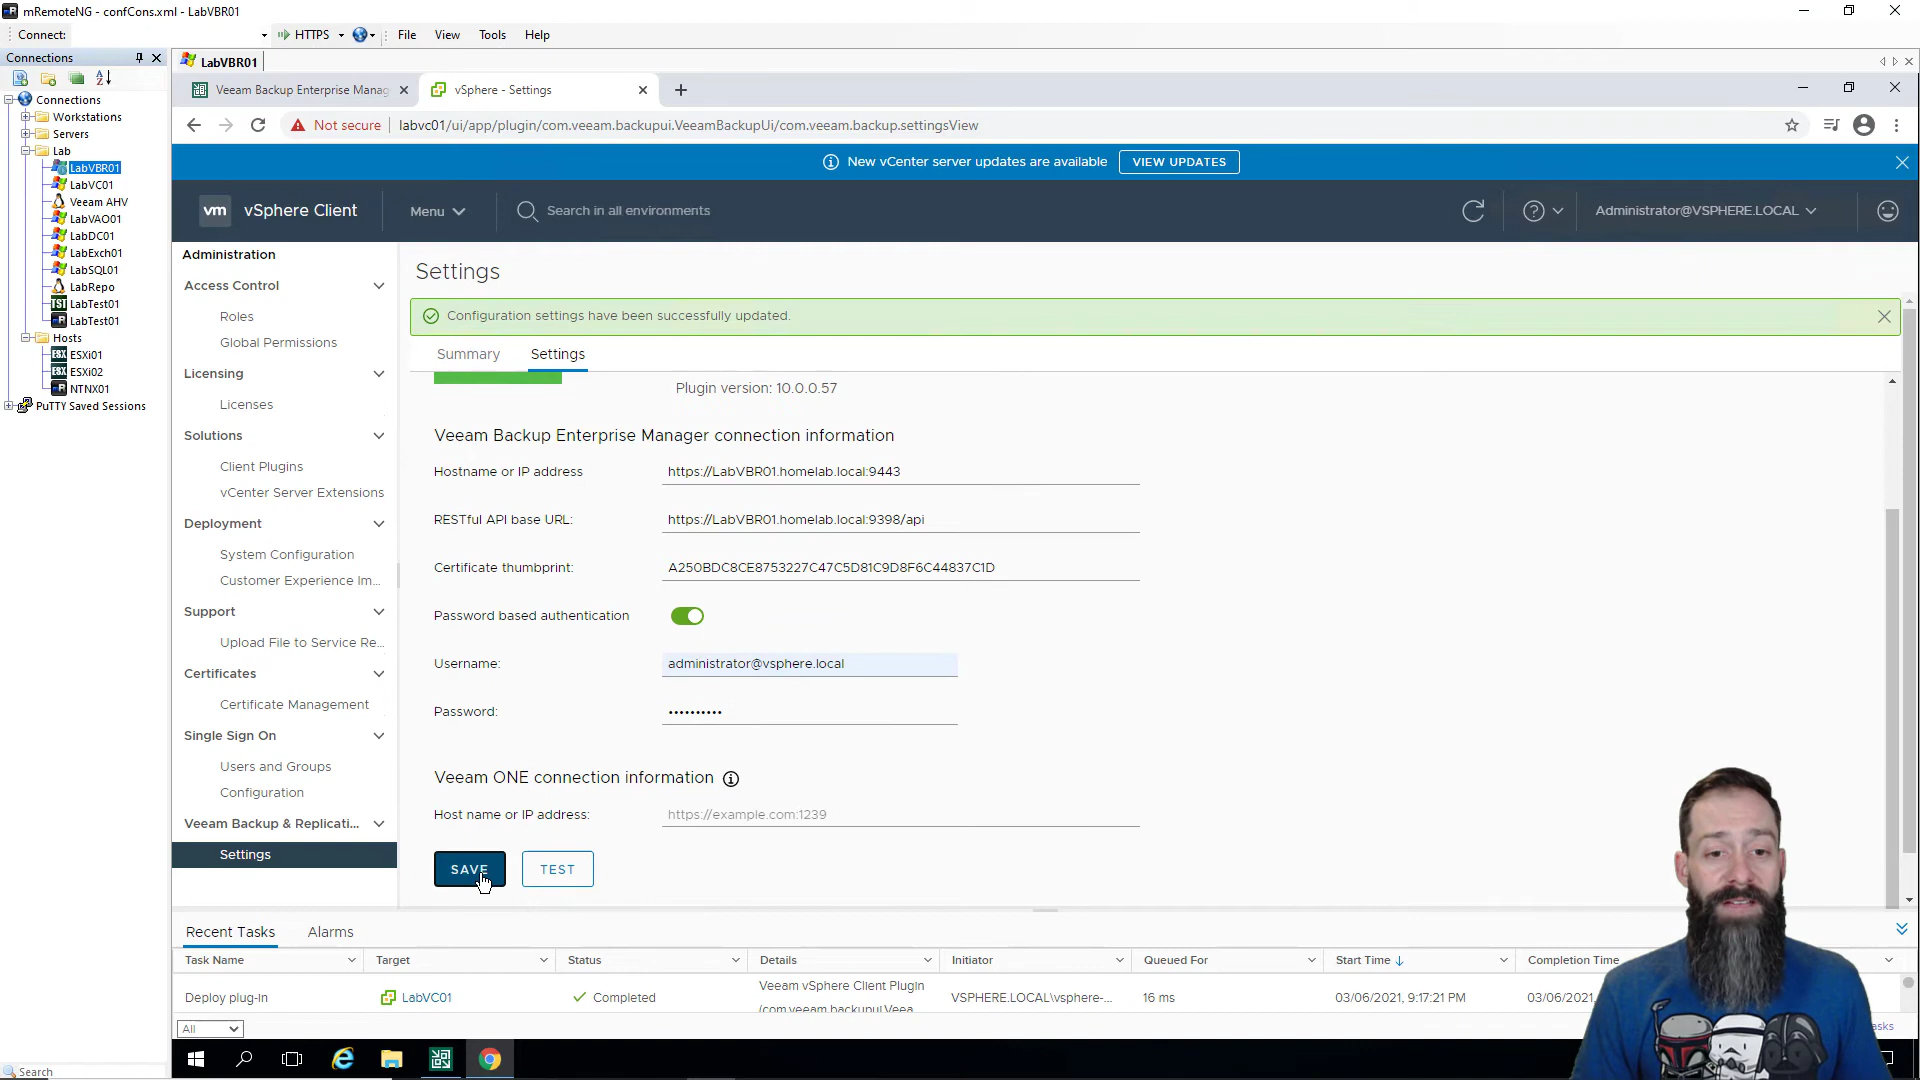 mRemoteNG - confCons.xml - LabVBR01
Connect: HTTPS File View Tools Help
Connections
LabVBR01
Veeam Backup Enterprise Manag
vSphere - Settings
Not secure labvc01/ui/app/plugin/com.veeam.backupui.VeeamBackupUi/com.veeam.backup.settingsView
Connections
Workstations
Servers
Lab
LabVBR01
LabVC01
Veeam AHV
LabVAO01
LabDC01
LabExch01
LabSQL01
LabRepo
LabTest01
LabTest01
Hosts
ESXi01
ESXi02
NTNX01
PuTTY Saved Sessions
Search
New vCenter server updates are available VIEW UPDATES
vm vSphere Client Menu Search in all environments Administrator@VSPHERE.LOCAL
Administration
Access Control
Roles
Global Permissions
Licensing
Licenses
Solutions
Client Plugins
vCenter Server Extensions
Deployment
System Configuration
Customer Experience Im...
Support
Upload File to Service Re...
Certificates
Certificate Management
Single Sign On
Users and Groups
Configuration
Veeam Backup & Replicati...
Settings
Settings
Configuration settings have been successfully updated.
Summary Settings
Plugin version: 10.0.0.57
Veeam Backup Enterprise Manager connection information
Hostname or IP address https://LabVBR01.homelab.local:9443
RESTful API base URL: https://LabVBR01.homelab.local:9398/api
Certificate thumbprint: A250BDC8CE8753227C47C5D81C9D8F6C44837C1D
Password based authentication
Username: administrator@vsphere.local
Password: ••••••••••
Veeam ONE connection information
Host name or IP address: https://example.com:1239
SAVE TEST
Recent Tasks Alarms
Task Name Target Status Details Initiator Queued For Start Time Completion Time
Deploy plug-in LabVC01 Completed Veeam vSphere Client Plugin VSPHERE.LOCAL\vsphere-... 16 ms 03/06/2021, 9:17:21 PM 03/06/2021,
(com.veeam.backupui.Veea
All